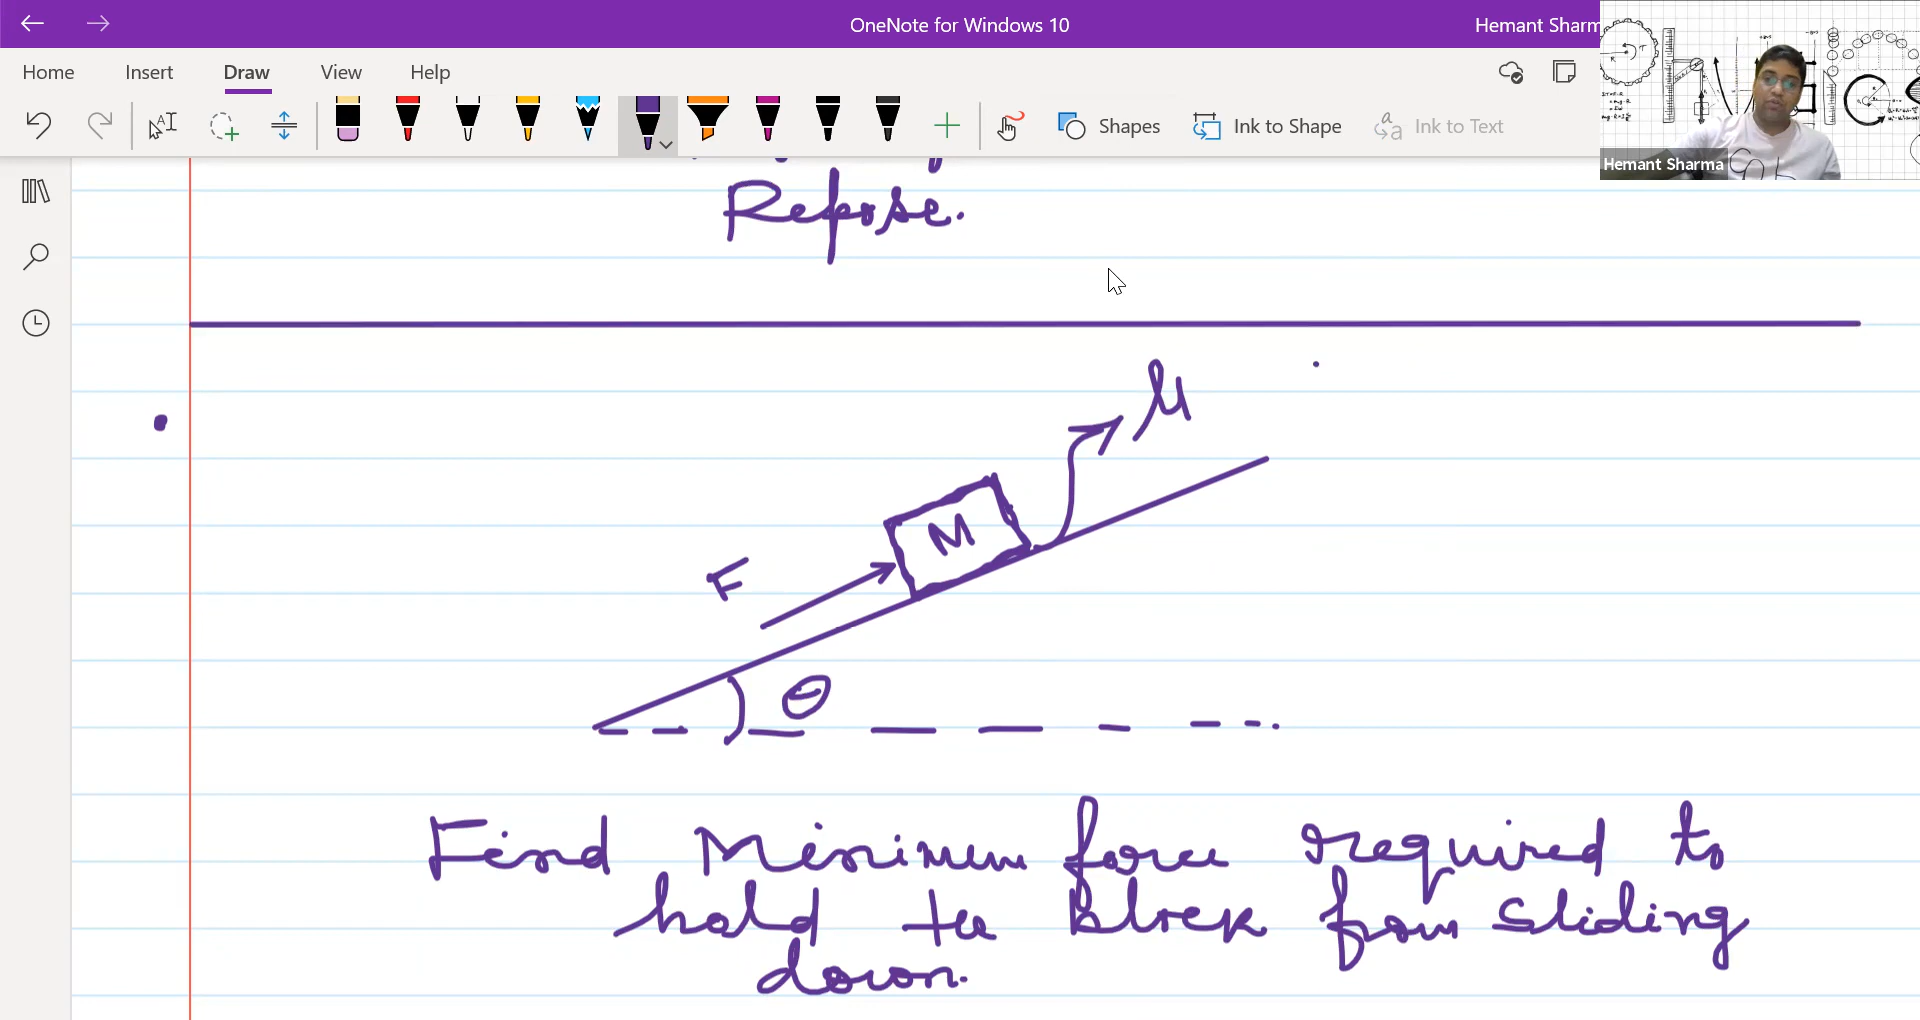 OneNote for Windows 10
Hemant Sharm
Home Insert Draw View Help
Shapes Ink to Shape Ink to Text
Hemant Sharma
Repose.
μ
M
F
θ
Find Minimum force required to
hold the Block from sliding
down.